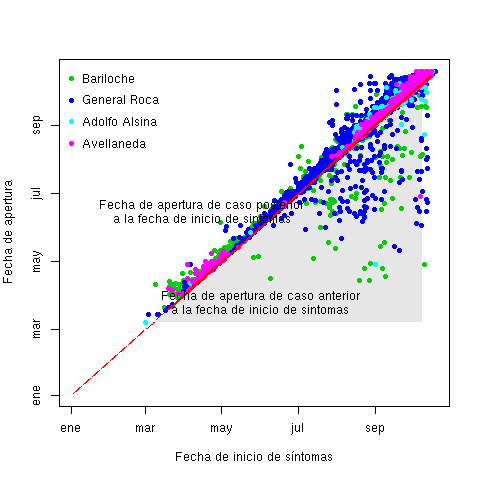 Bariloche
General Roca
Adolfo Alsina
Avellaneda
Fecha de apertura de caso posterior
a la fecha de inicio de sintomas
Fecha de apertura de caso anterior
a la fecha de inicio de sintomas
Fecha de apertura
ene
mar
may
jul
sep
ene
mar
may
jul
sep
Fecha de inicio de síntomas